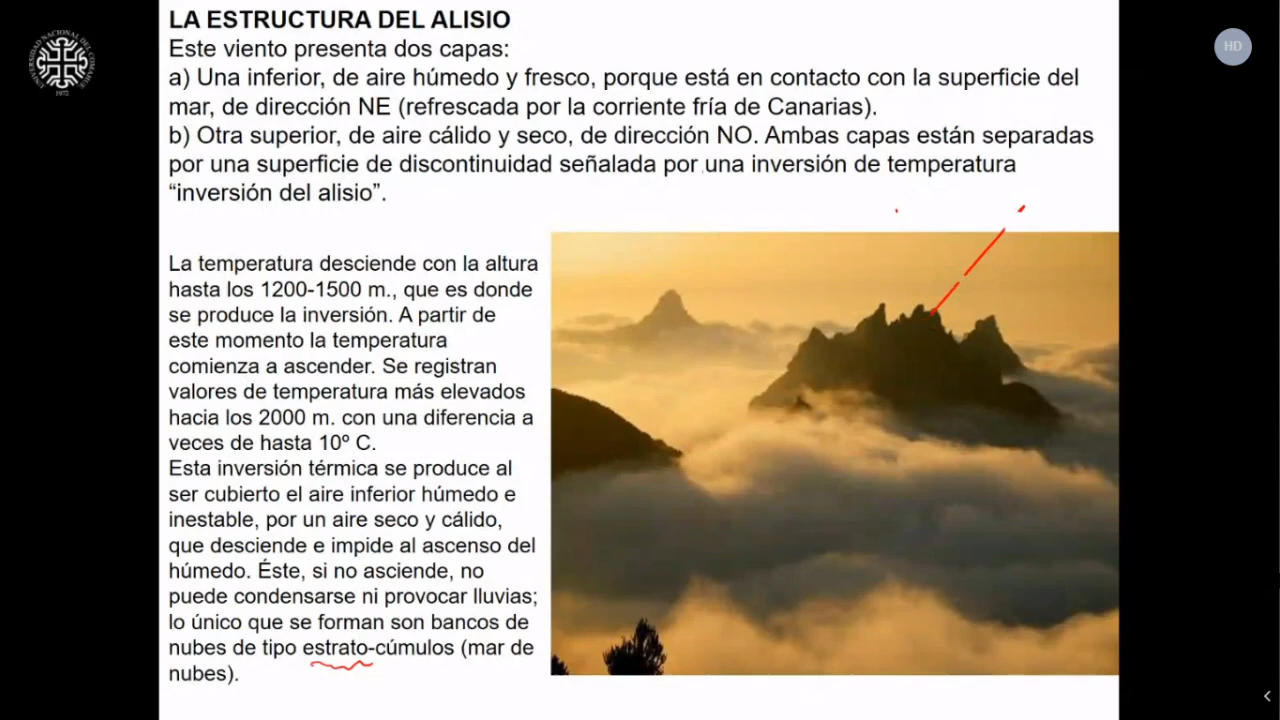 LA ESTRUCTURA DEL ALISIO
Este viento presenta dos capas:
a) Una inferior, de aire húmedo y fresco, porque está en contacto con la superficie del
mar, de dirección NE (refrescada por la corriente fría de Canarias).
b) Otra superior, de aire cálido y seco, de dirección NO. Ambas capas están separadas
por una superficie de discontinuidad señalada por una inversión de temperatura
“inversión del alisio”.
La temperatura desciende con la altura
hasta los 1200-1500 m., que es donde
se produce la inversión. A partir de
este momento la temperatura
comienza a ascender. Se registran
valores de temperatura más elevados
hacia los 2000 m. con una diferencia a
veces de hasta 10º C.
Esta inversión térmica se produce al
ser cubierto el aire inferior húmedo e
inestable, por un aire seco y cálido,
que desciende e impide al ascenso del
húmedo. Éste, si no asciende, no
puede condensarse ni provocar lluvias;
lo único que se forman son bancos de
nubes de tipo estrato-cúmulos (mar de
nubes).
UNIVERSIDAD NACIONAL DEL COMAHUE
1972
HD